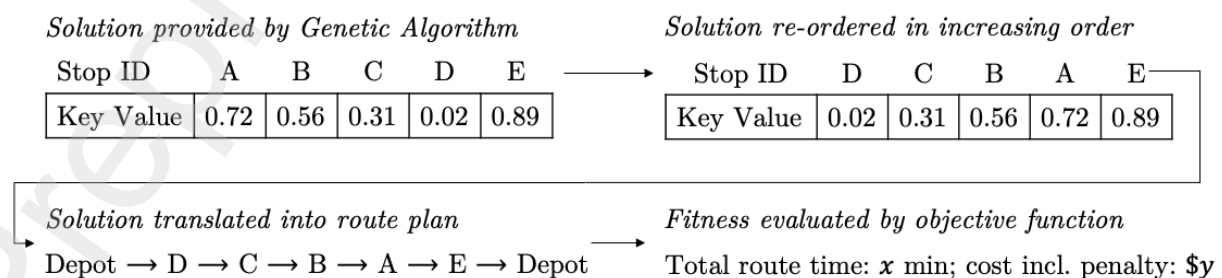 Solution provided by Genetic Algorithm
Stop ID A B C D E
Key Value 0.72 0.56 0.31 0.02 0.89
Solution re-ordered in increasing order
Stop ID D C B A E
Key Value 0.02 0.31 0.56 0.72 0.89
Solution translated into route plan
Depot → D → C → B → A → E → Depot
Fitness evaluated by objective function
Total route time: x min; cost incl. penalty: $y